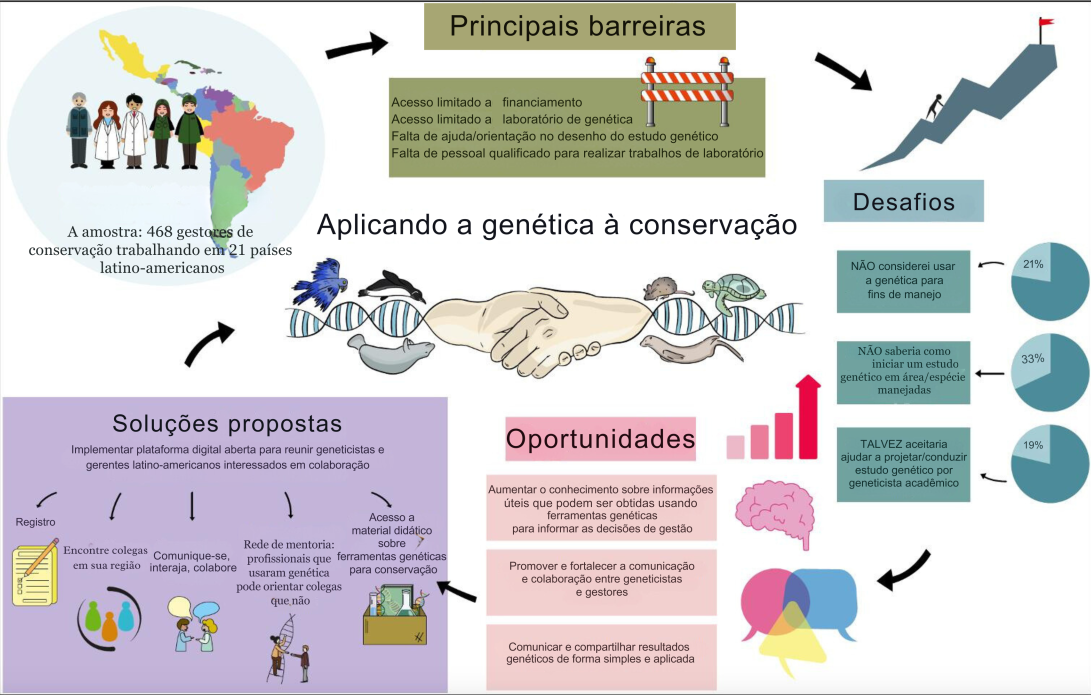 Principais barreiras
Acesso limitado a financiamento
Acesso limitado a laboratório de genética
Falta de ajuda/orientação no desenho do estudo genético
Falta de pessoal qualificado para realizar trabalhos de laboratório
A amostra: 468 gestores de
conservação trabalhando em 21 países
latino-americanos
Aplicando a genética à conservação
Desafios
NÃO considerei usar
a genética para
fins de manejo
21%
NÃO saberia como
iniciar um estudo
genético em área/espécie
manejadas
33%
TALVEZ aceitaria
ajudar a projetar/conduzir
estudo genético por
geneticista acadêmico
19%
Oportunidades
Aumentar o conhecimento sobre informações
úteis que podem ser obtidas usando
ferramentas genéticas
para informar as decisões de gestão
Promover e fortalecer a comunicação
e colaboração entre geneticistas
e gestores
Comunicar e compartilhar resultados
genéticos de forma simples e aplicada
Soluções propostas
Implementar plataforma digital aberta para reunir geneticistas e
gerentes latino-americanos interessados em colaboração
Registro
Encontre colegas
em sua região
Comunique-se,
interaja, colabore
Rede de mentoria:
profissionais que
usaram genética
pode orientar colegas
que não
Acesso a
material didático
sobre
ferramentas genéticas
para conservação